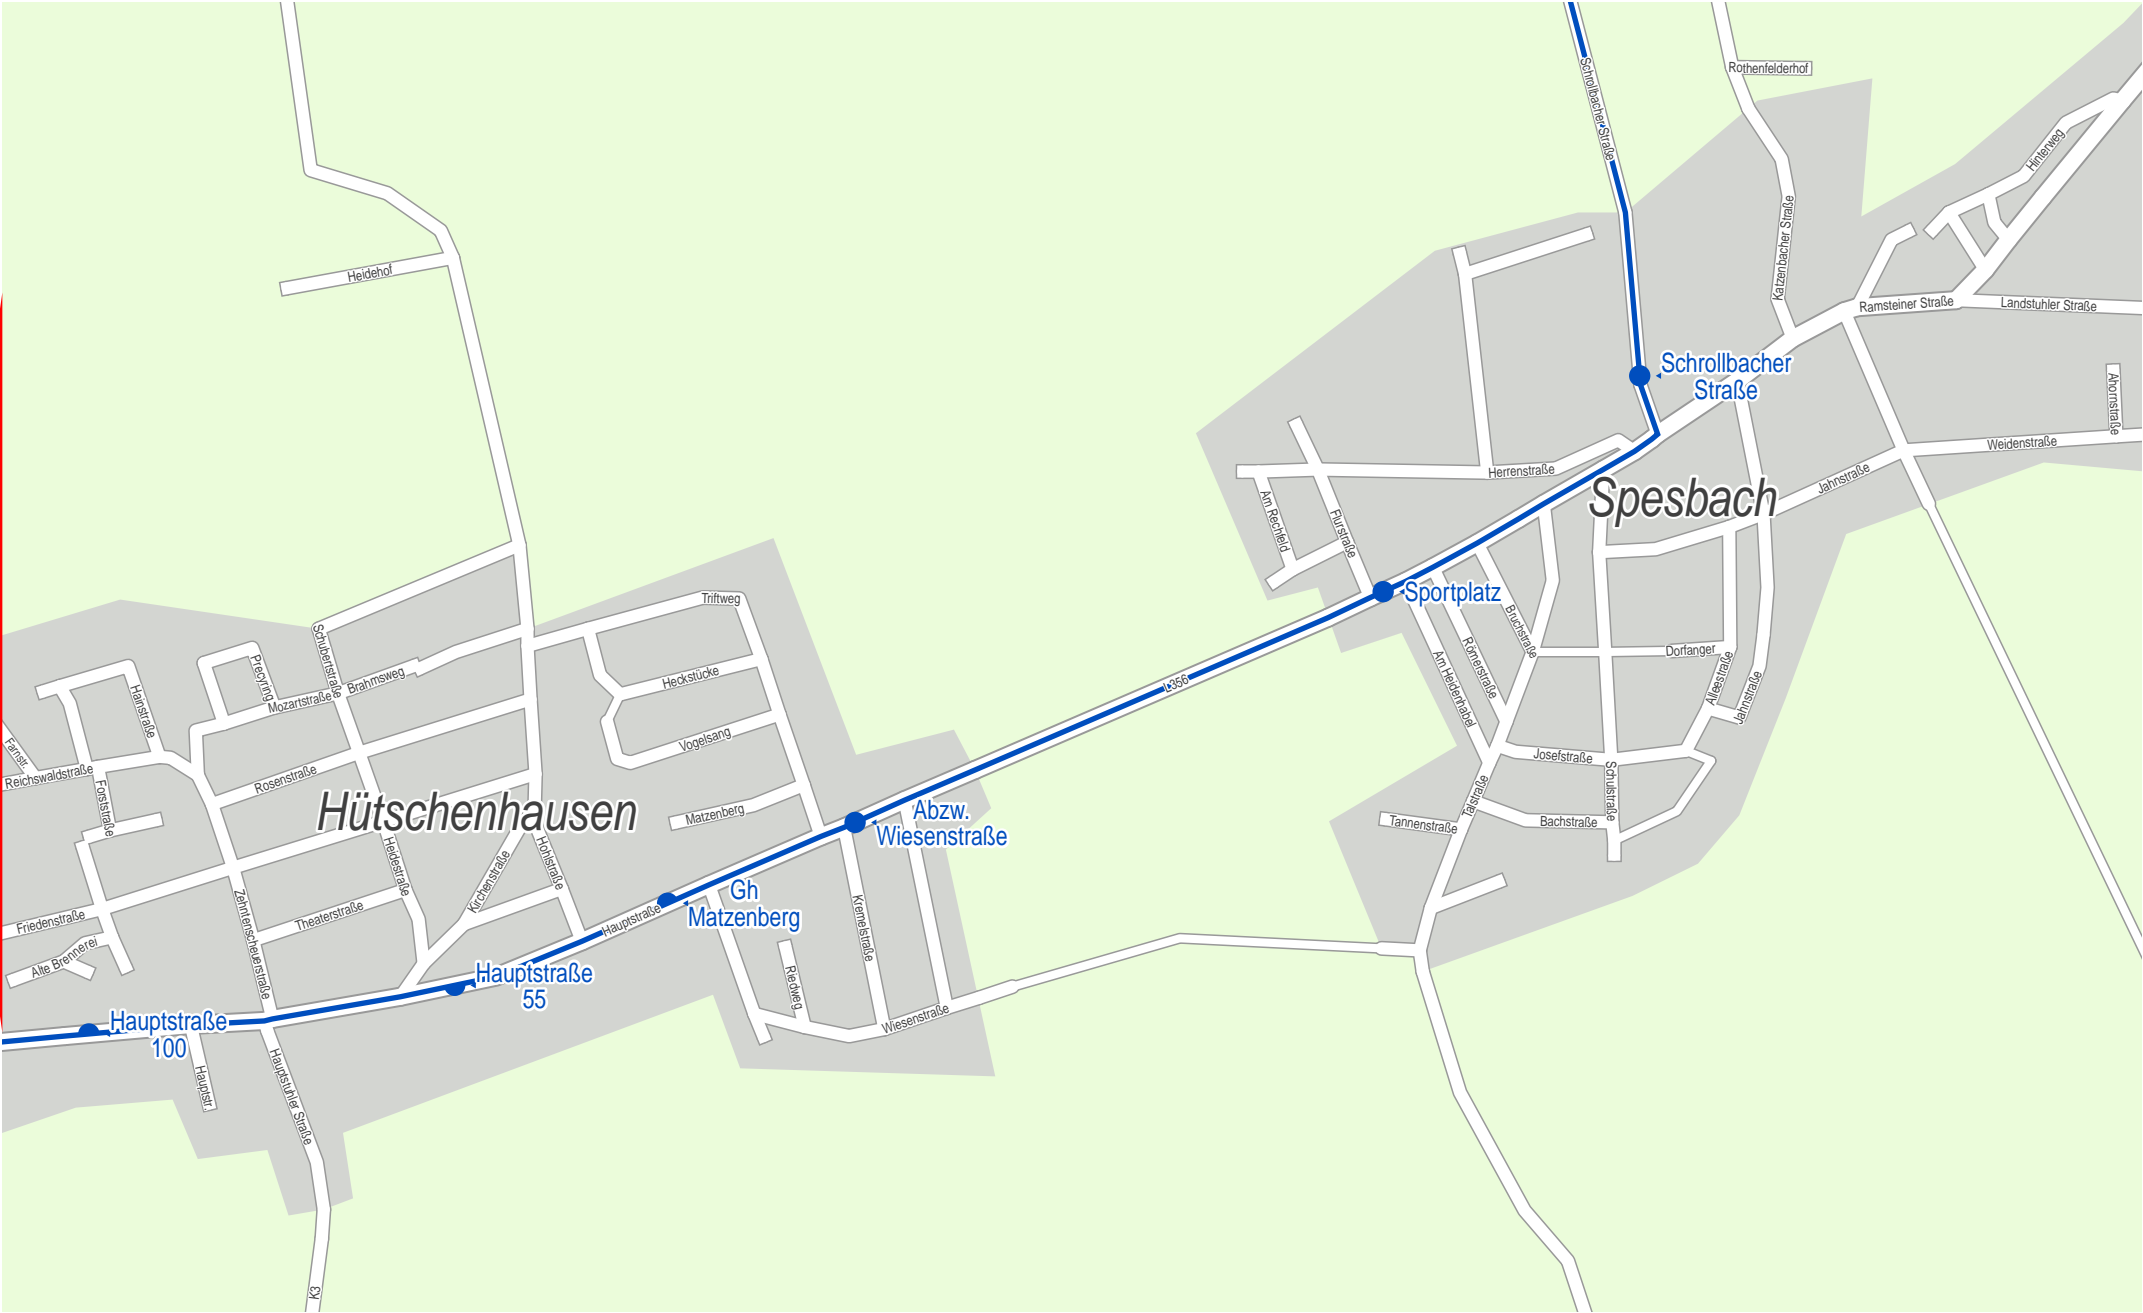 Rothenfelderhof
Schrollbacher Straße
Hinterweg
Katzenbacher Straße
Heidehof
Ramsteiner Straße
Landstuhler Straße
Schrollbacher
Straße
Ahornstraße
Weidenstraße
Herrenstraße
Jahnstraße
Spesbach
Am Rechfeld
Flurstraße
Sportplatz
Triftweg
Bruchstraße
Römerstraße
Am Heidenhabel
Dorfanger
Alleestraße
Jahnstraße
Schubertstraße
Precyring
Brahmsweg
Mozartstraße
Hainstraße
Heckstücke
L356
Vogelsang
Farnstr.
Reichswaldstraße
Forststraße
Rosenstraße
Josefstraße
Schulstraße
Talstraße
Hütschenhausen
Matzenberg
Abzw.
Wiesenstraße
Tannenstraße
Bachstraße
Heidestraße
Hohlstraße
Kirchenstraße
Gh
Matzenberg
Hauptstraße
Kremelstraße
Zehntenscheuerstraße
Theaterstraße
Friedenstraße
Alte Brennerei
Hauptstraße
55
Riedweg
Wiesenstraße
Hauptstraße
100
Hauptstr.
Hauptstuhler Straße
K3